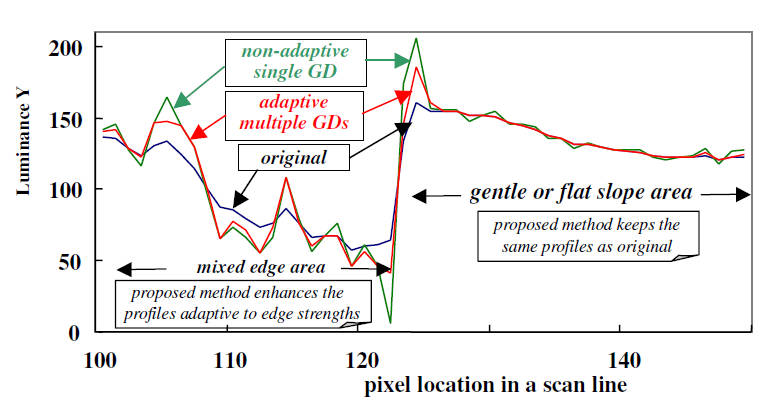 200
150
100
50
0
Luminance Y
non-adaptive
single GD
adaptive
multiple GDs
original
gentle or flat slope area
proposed method keeps the
same profiles as original
mixed edge area
proposed method enhances the
profiles adaptive to edge strengths
100
110
120
140
pixel location in a scan line